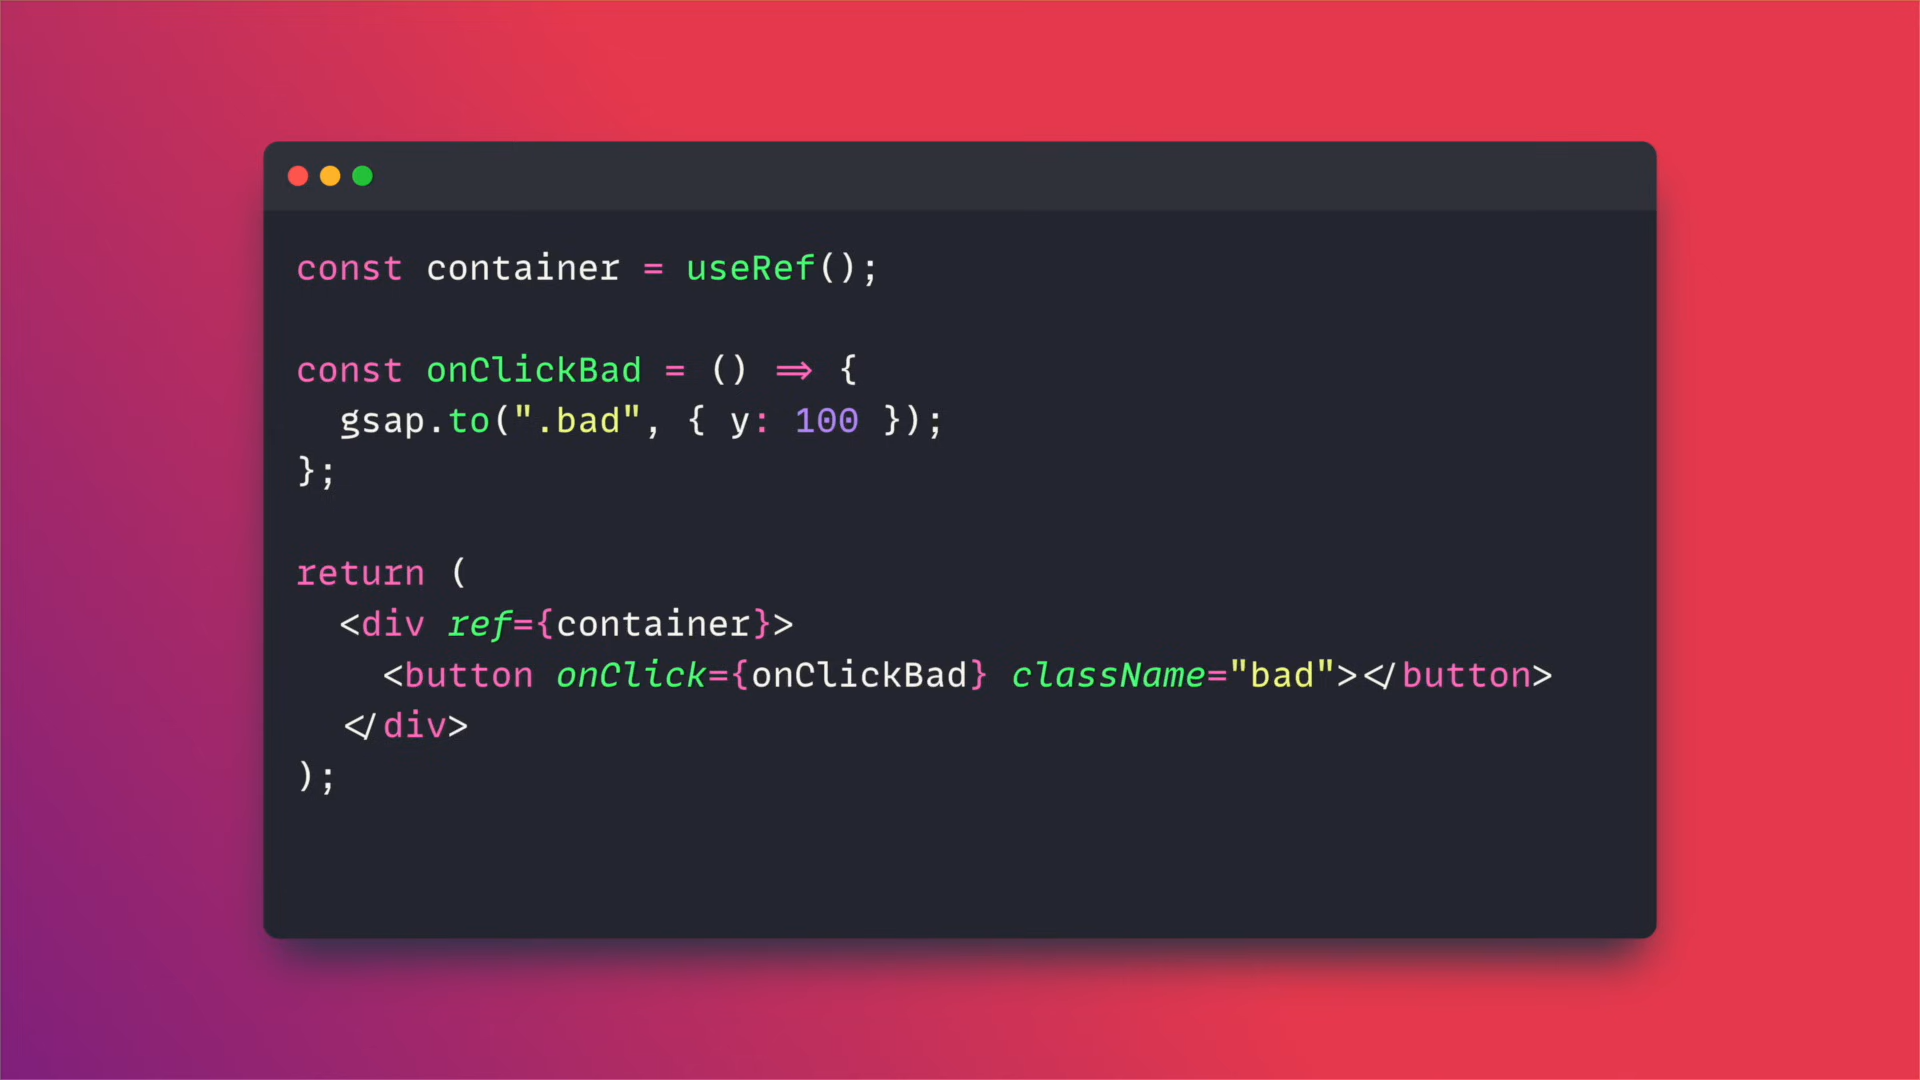 const container = useRef();
const onClickBad = () => {
gsap.to(".bad", { y: 100 });
};
return (
<div ref={container}>
<button onClick={onClickBad} className="bad"></button>
</div>
);